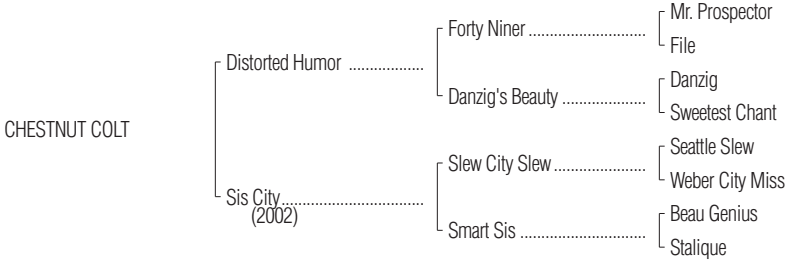 Mr. Prospector
Forty Niner ............................
File
Distorted Humor ..................
Danzig
Danzig's Beauty ....................
Sweetest Chant
CHESTNUT COLT
Seattle Slew
Slew City Slew ......................
Weber City Miss
Sis City..................................
(2002)
Beau Genius
Smart Sis ..............................
Stalique